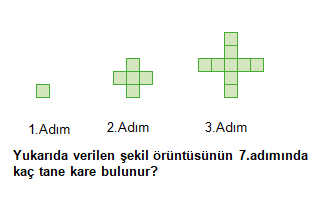 1.Adım 2.Adım 3.Adım
Yukarıda verilen şekil örüntüsünün 7.adımında
kaç tane kare bulunur?